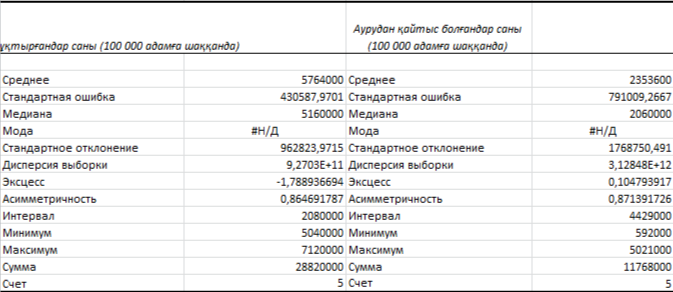 Аурудан қайтыс болғандар саны
ұқтырғандар саны (100 000 адамға шаққанда) (100 000 адамға шаққанда)
Среднее 5764000 Среднее 2353600
Стандартная ошибка 430587,9701 Стандартная ошибка 791009,2667
Медиана 5160000 Медиана 2060000
Мода #Н/Д Мода #Н/Д
Стандартное отклонение 962823,9715 Стандартное отклонение 1768750,491
Дисперсия выборки 9,2703E+11 Дисперсия выборки 3,12848E+12
Эксцесс -1,788936694 Эксцесс 0,104793917
Асимметричность 0,864691787 Асимметричность 0,871391726
Интервал 2080000 Интервал 4429000
Минимум 5040000 Минимум 592000
Максимум 7120000 Максимум 5021000
Сумма 28820000 Сумма 11768000
Счет 5 Счет 5